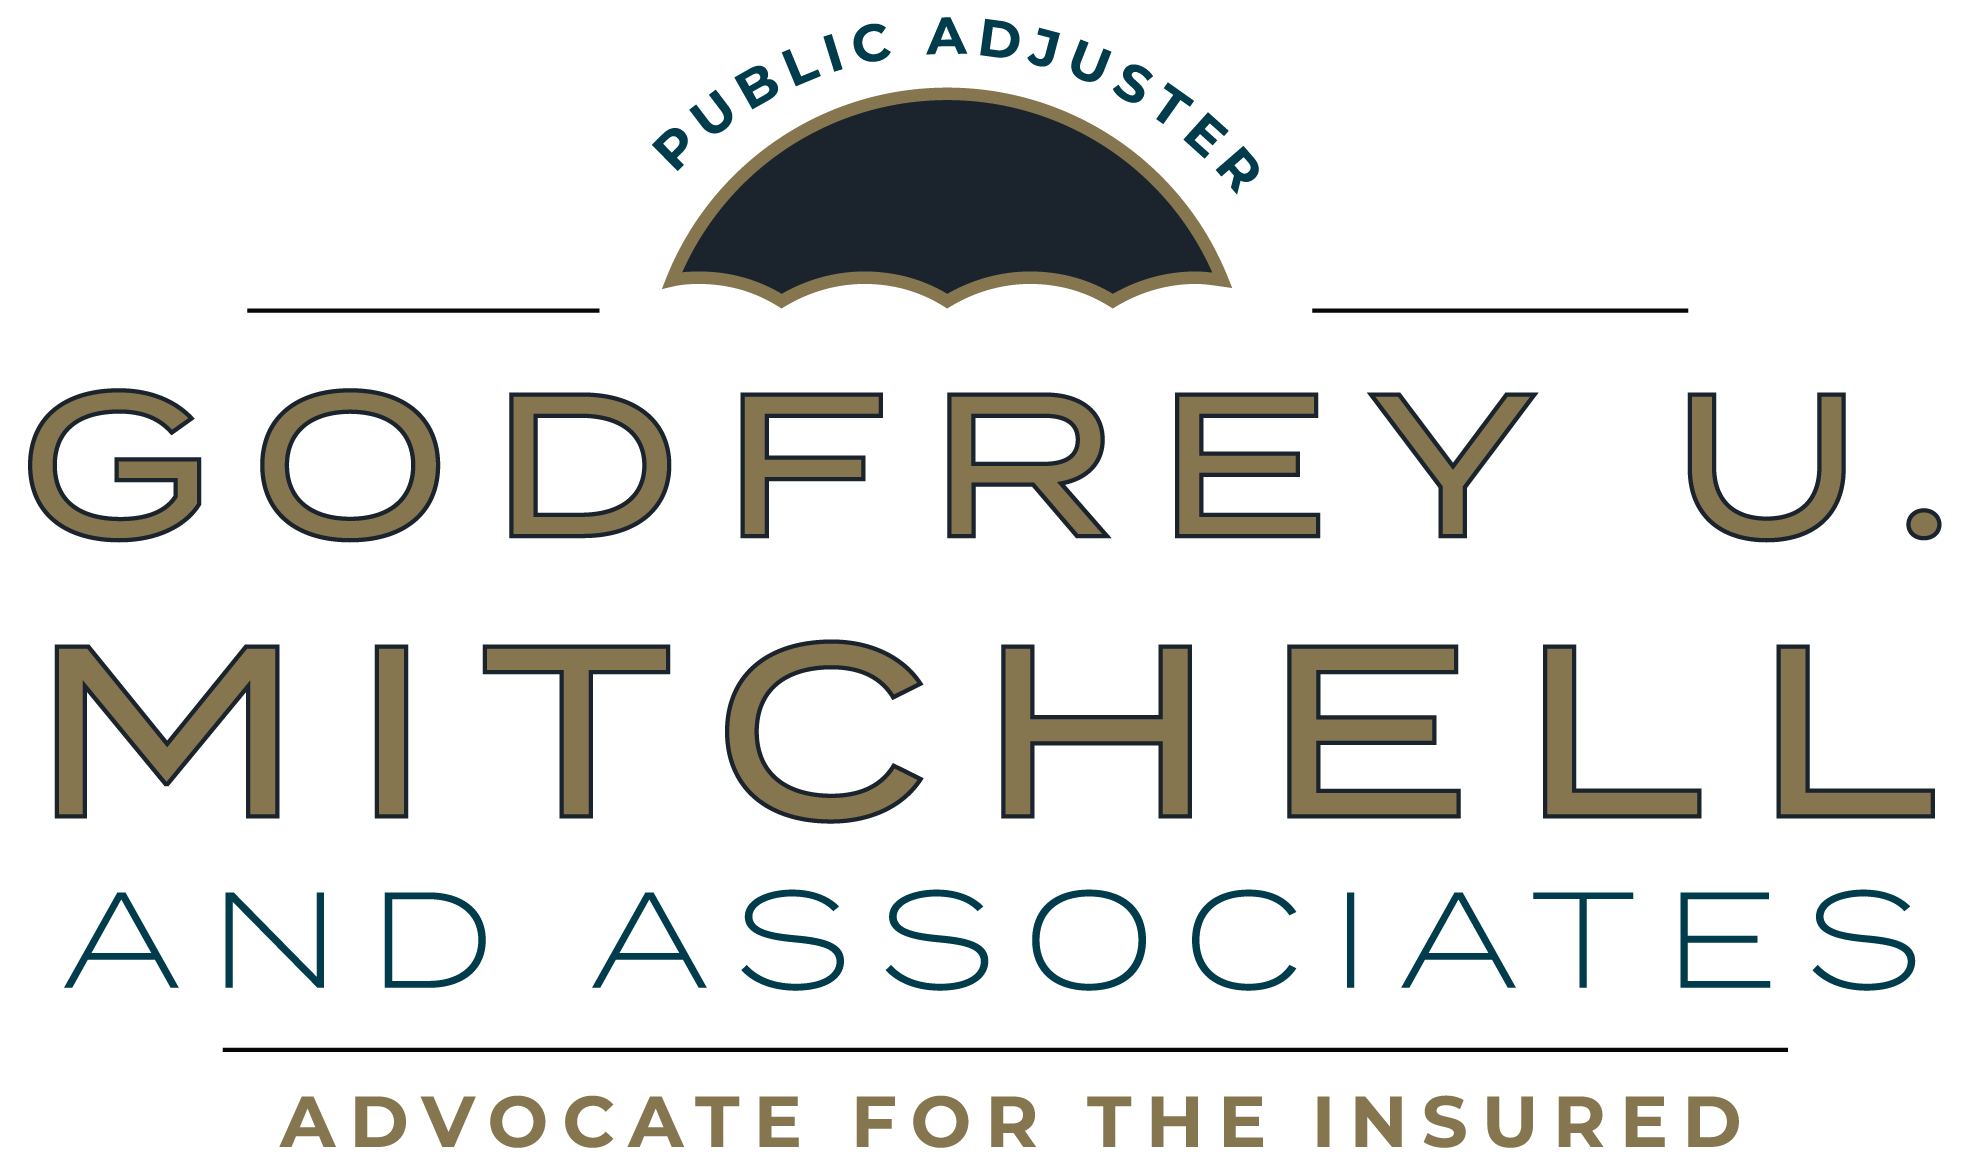 PUBLIC ADJUSTER
GODFREY U.
MITCHELL
AND ASSOCIATES
ADVOCATE FOR THE INSURED